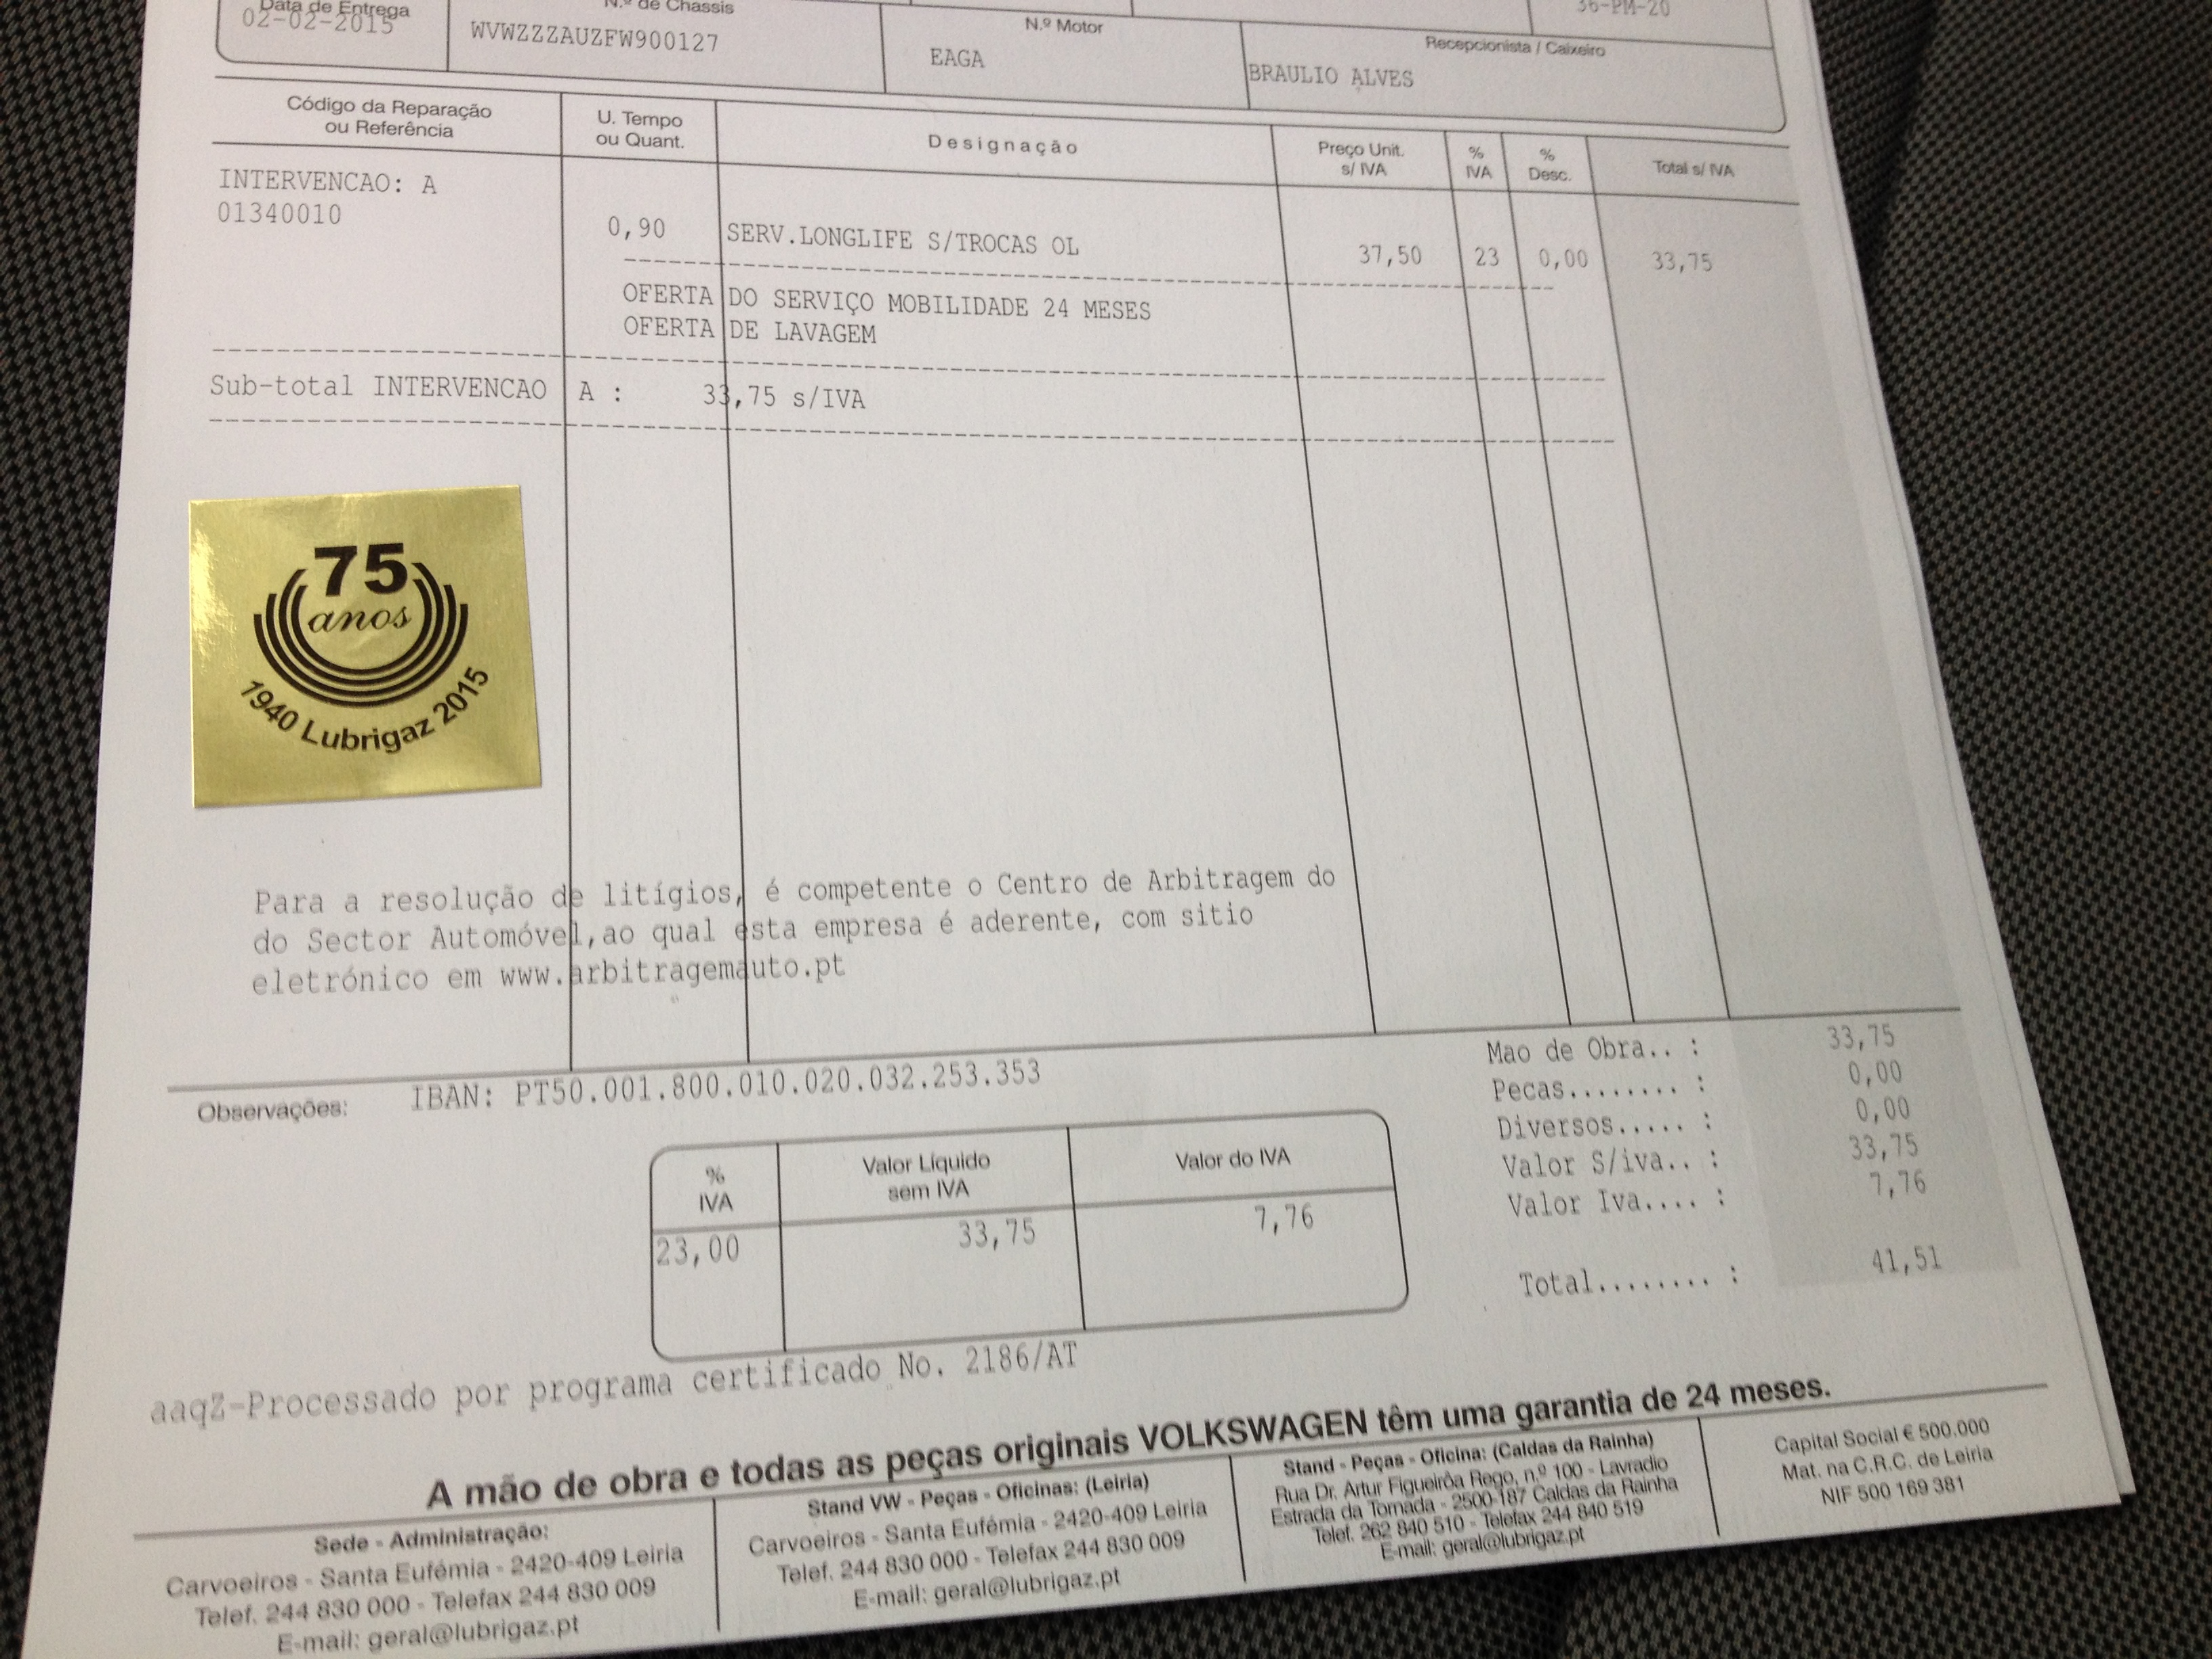 Data de Entrega
02-02-2015
N.º de Chassis
WVWZZZAUZFW900127
N.º Motor
EAGA
36-PM-20
Recepcionista / Caixeiro
BRAULIO ALVES
Código da Reparação
ou Referência
U. Tempo
ou Quant.
Designação
Preço Unit.
s/ IVA
%
IVA
%
Desc.
Total s/ IVA
INTERVENCAO: A
01340010
0,90 SERV.LONGLIFE S/TROCAS OL 37,50 23 0,00 33,75
OFERTA DO SERVIÇO MOBILIDADE 24 MESES
OFERTA DE LAVAGEM
Sub-total INTERVENCAO A : 33,75 s/IVA
75
anos
1940 Lubrigaz 2015
Para a resolução de litígios, é competente o Centro de Arbitragem do
do Sector Automóvel,ao qual esta empresa é aderente, com sitio
eletrónico em www.arbitragemauto.pt
Observações: IBAN: PT50.001.800.010.020.032.253.353
Mao de Obra.. : 33,75
Pecas........ : 0,00
Diversos..... : 0,00
Valor S/iva.. : 33,75
Valor Iva.... : 7,76
Total........ : 41,51
%
IVA
Valor Líquido
sem IVA
Valor do IVA
23,00 33,75 7,76
aaqZ-Processado por programa certificado No. 2186/AT
A mão de obra e todas as peças originais VOLKSWAGEN têm uma garantia de 24 meses.
Sede - Administração:
Carvoeiros - Santa Eufémia - 2420-409 Leiria
Telef. 244 830 000 - Telefax 244 830 009
E-mail: geral@lubrigaz.pt
Stand VW - Peças - Oficinas: (Leiria)
Carvoeiros - Santa Eufémia - 2420-409 Leiria
Telef. 244 830 000 - Telefax 244 830 009
E-mail: geral@lubrigaz.pt
Stand - Peças - Oficina: (Caldas da Rainha)
Rua Dr. Artur Figueirôa Rego, n.º 100 - Lavradio
Estrada da Tornada - 2500-187 Caldas da Rainha
Telef. 262 840 510 - Telefax 244 840 519
E-mail: geral@lubrigaz.pt
Capital Social € 500.000
Mat. na C.R.C. de Leiria
NIF 500 169 381